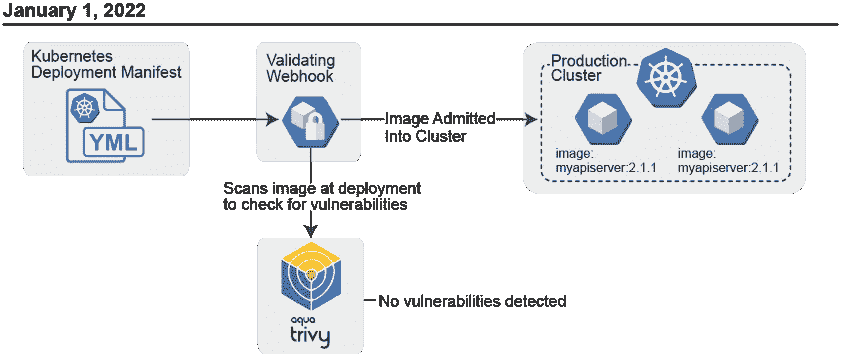 January 1, 2022
Kubernetes
Deployment Manifest
YML
Validating
Webhook
Image Admitted
Into Cluster
Production
Cluster
image:
myapiserver:2.1.1
image:
myapiserver:2.1.1
Scans image at deployment
to check for vulnerabilities
aqua
trivy
No vulnerabilities detected